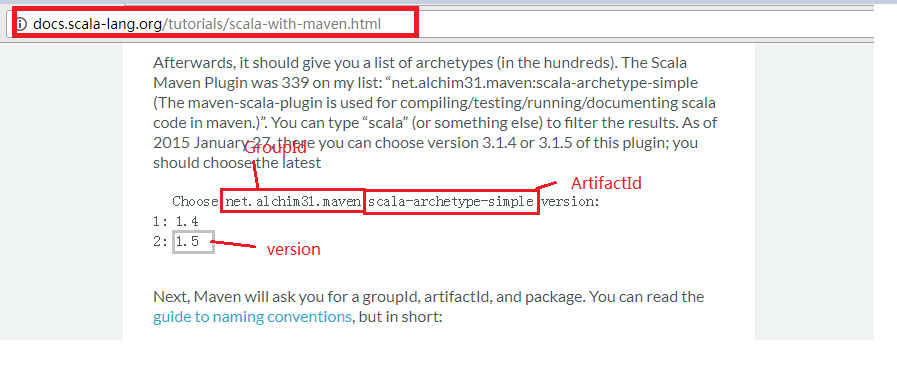 docs.scala-lang.org/tutorials/scala-with-maven.html
Afterwards, it should give you a list of archetypes (in the hundreds). The Scala
Maven Plugin was 339 on my list: “net.alchim31.maven:scala-archetype-simple
(The maven-scala-plugin is used for compiling/testing/running/documenting scala
code in maven.)”. You can type “scala” (or something else) to filter the results. As of
2015 January 27, there you can choose version 3.1.4 or 3.1.5 of this plugin; you
GroupId
should choose the latest
ArtifactId
Choose net.alchim31.maven scala-archetype-simple version:
1: 1.4
2: 1.5
version
Next, Maven will ask you for a groupId, artifactId, and package. You can read the
guide to naming conventions, but in short: